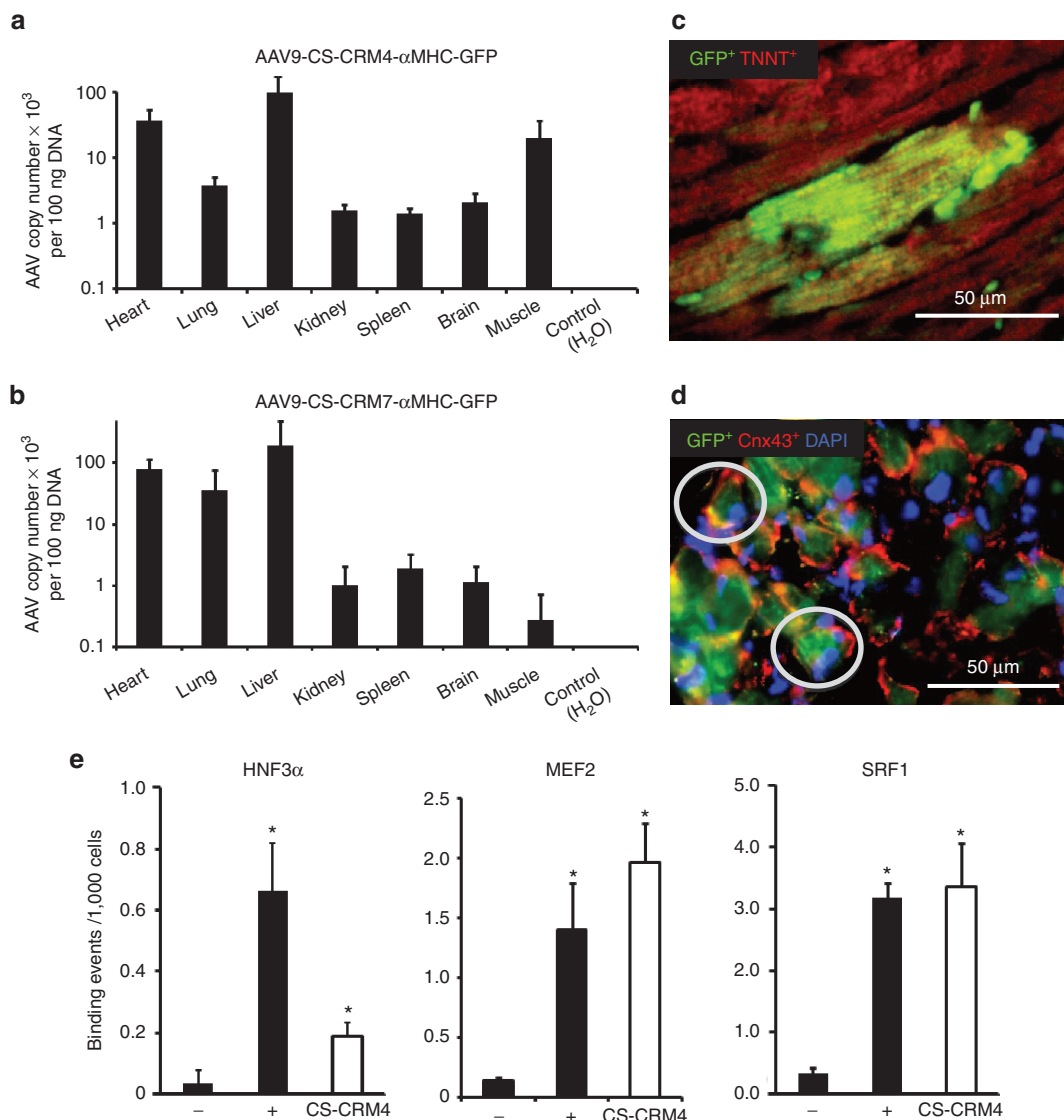 a
AAV9-CS-CRM4-αMHC-GFP
AAV copy number × 10³
per 100 ng DNA
100
10
1
0.1
Heart
Lung
Liver
Kidney
Spleen
Brain
Muscle
Control
(H₂O)
b
AAV9-CS-CRM7-αMHC-GFP
AAV copy number × 10³
per 100 ng DNA
100
10
1
0.1
Heart
Lung
Liver
Kidney
Spleen
Brain
Muscle
Control
(H₂O)
c
GFP⁺ TNNT⁺
50 μm
d
GFP⁺ Cnx43⁺ DAPI
50 μm
e
HNF3α
Binding events /1,000 cells
1.0
0.8
0.6
0.4
0.2
0
*
*
− + CS-CRM4
MEF2
2.5
2.0
1.5
1.0
0.5
0
*
*
− + CS-CRM4
SRF1
5.0
4.0
3.0
2.0
1.0
0.0
*
*
− + CS-CRM4